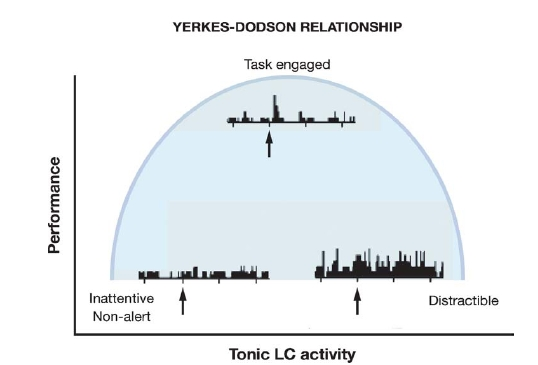 YERKES-DODSON RELATIONSHIP
Task engaged
Performance
Inattentive
Non-alert
Distractible
Tonic LC activity